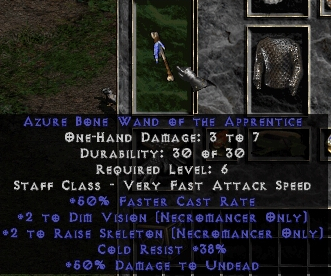 Azure Bone Wand of the Apprentice
One-Hand Damage: 3 to 7
Durability: 30 of 30
Required Level: 6
Staff Class - Very Fast Attack Speed
+50% Faster Cast Rate
+2 to Dim Vision (Necromancer Only)
+2 to Raise Skeleton (Necromancer Only)
Cold Resist +38%
+50% Damage to Undead